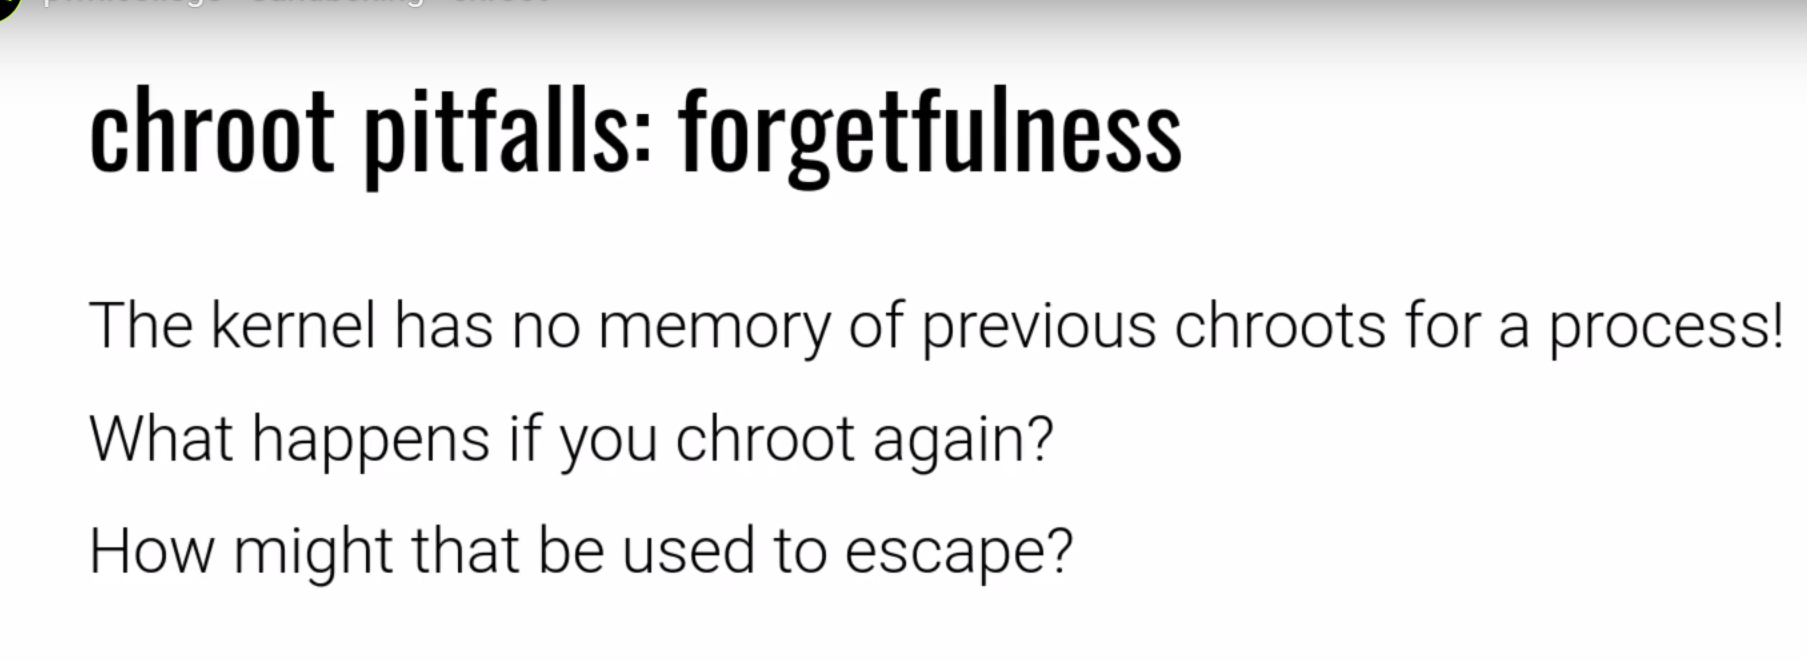 chroot pitfalls: forgetfulness
The kernel has no memory of previous chroots for a process!
What happens if you chroot again?
How might that be used to escape?